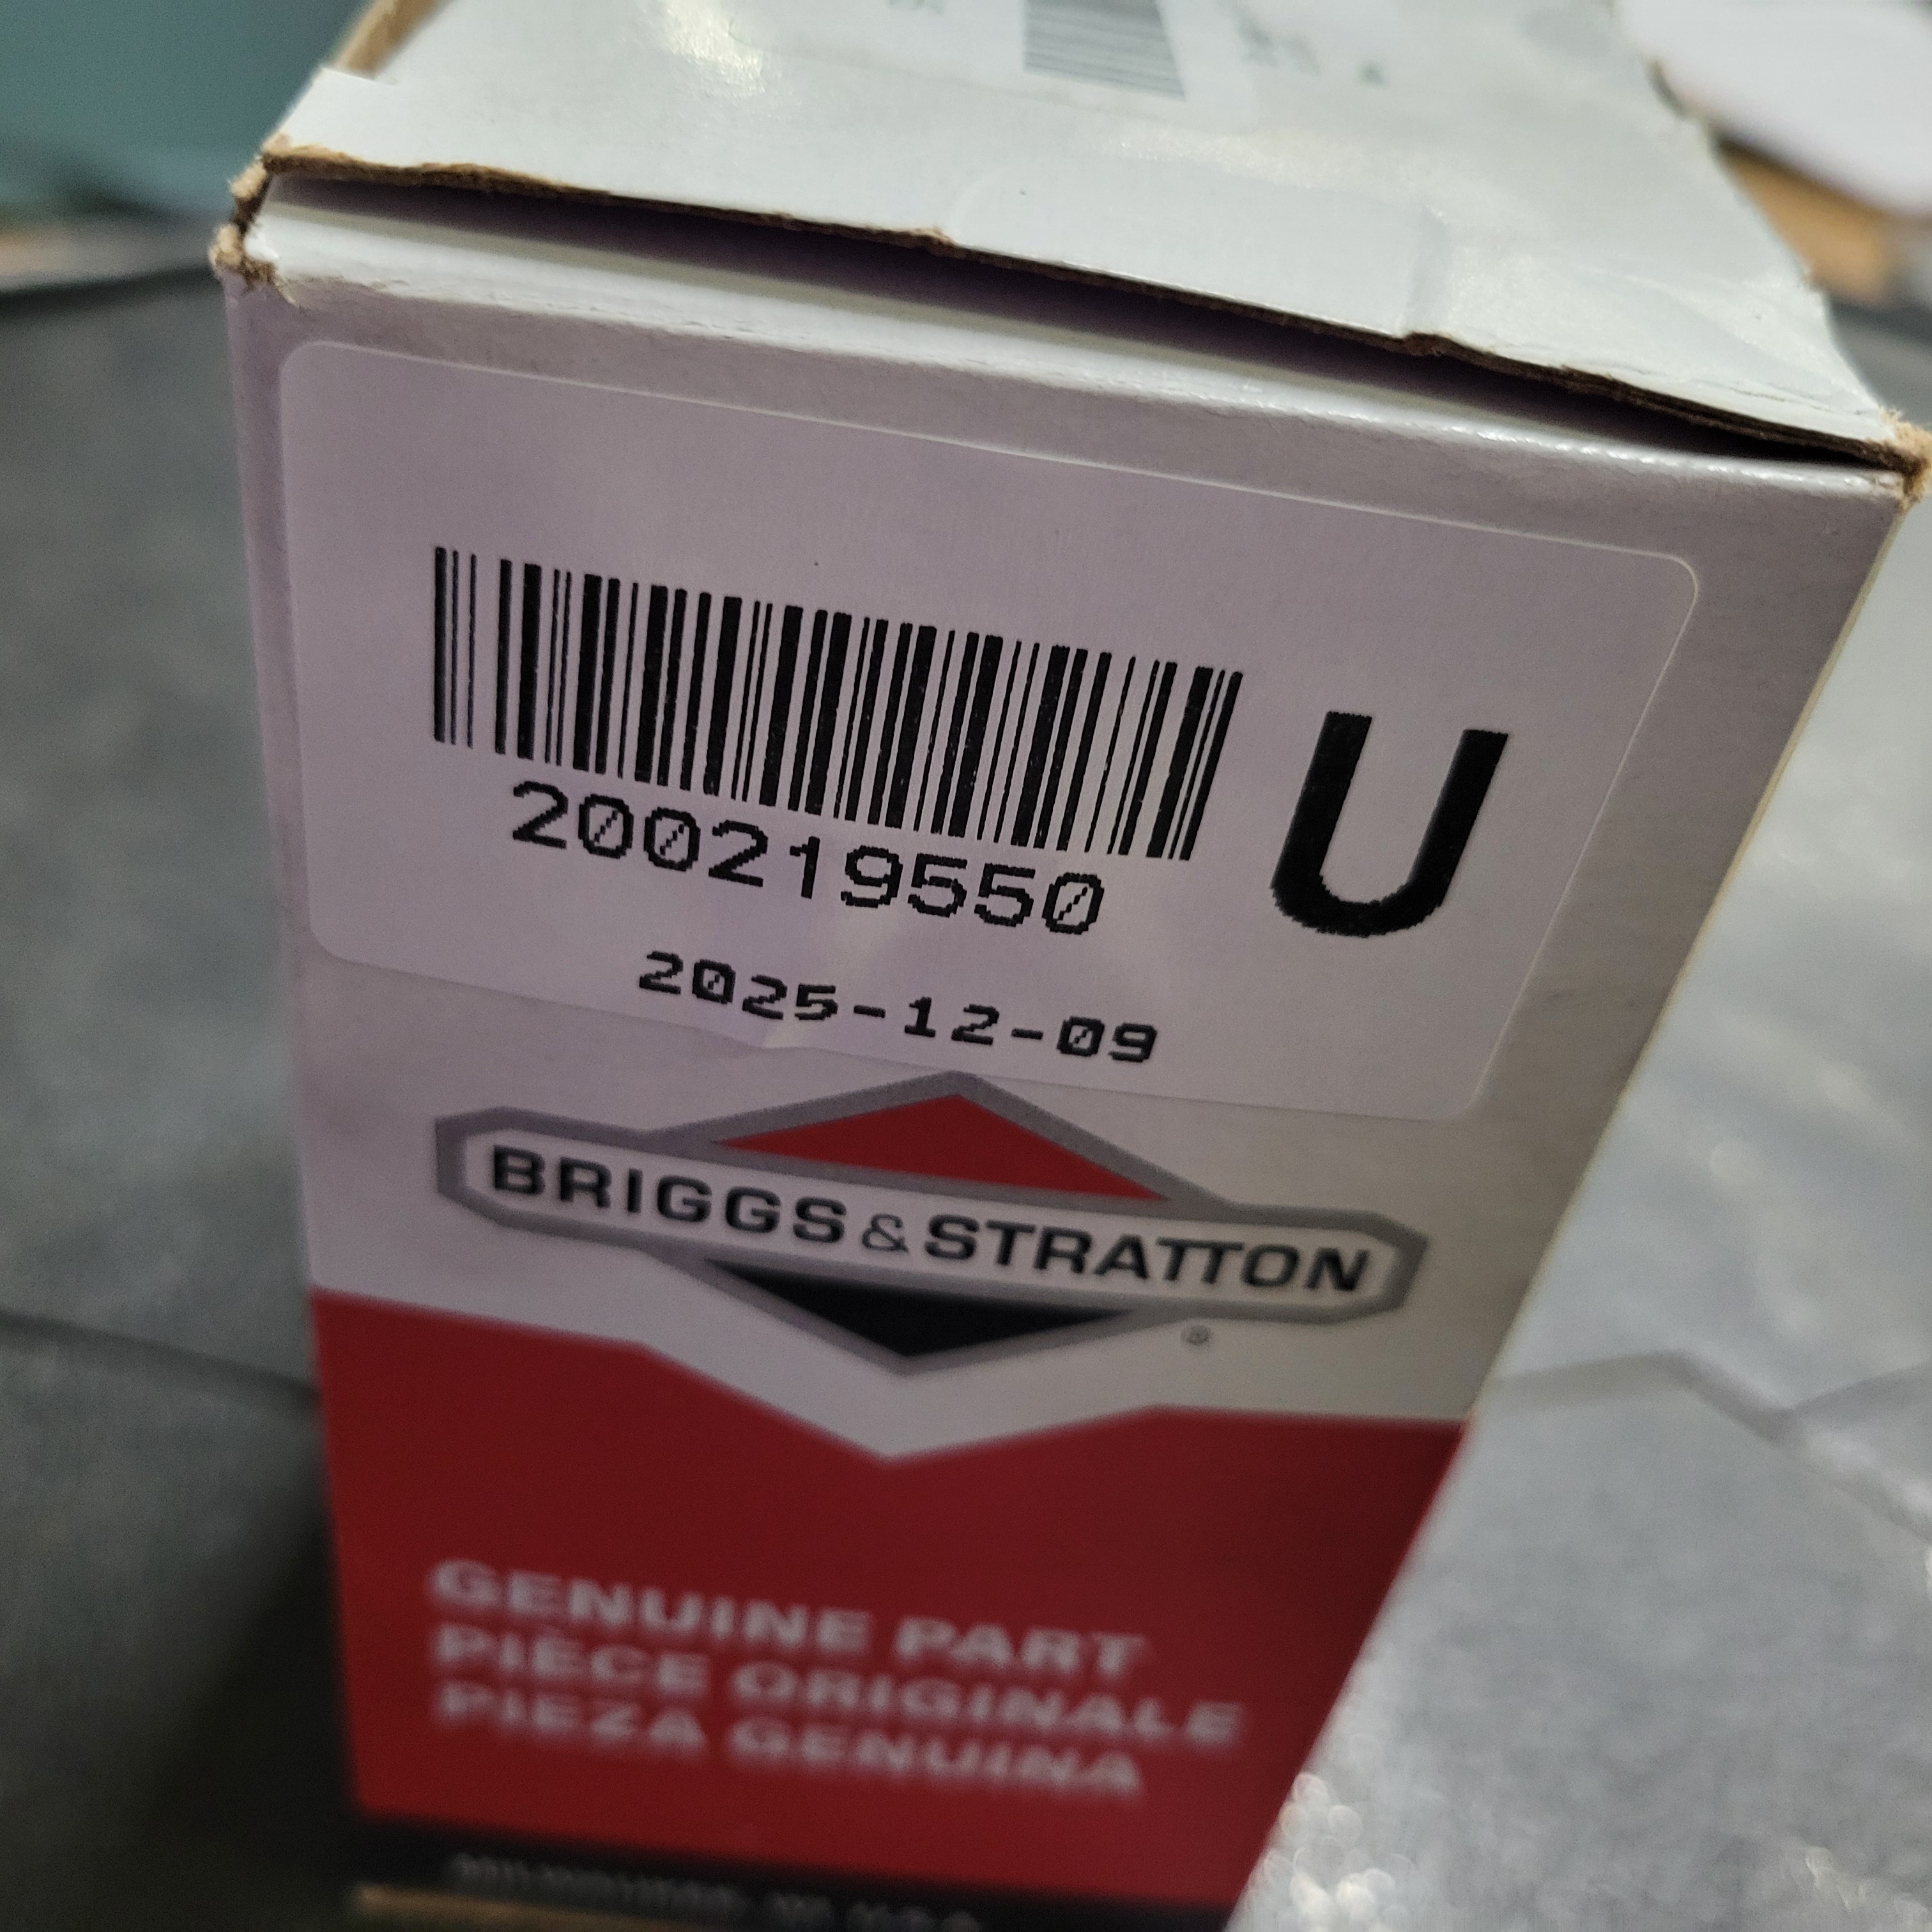 200219550
U
2025-12-09
BRIGGS & STRATTON
®
GENUINE PART
PIÈCE ORIGINALE
PIEZA GENUINA